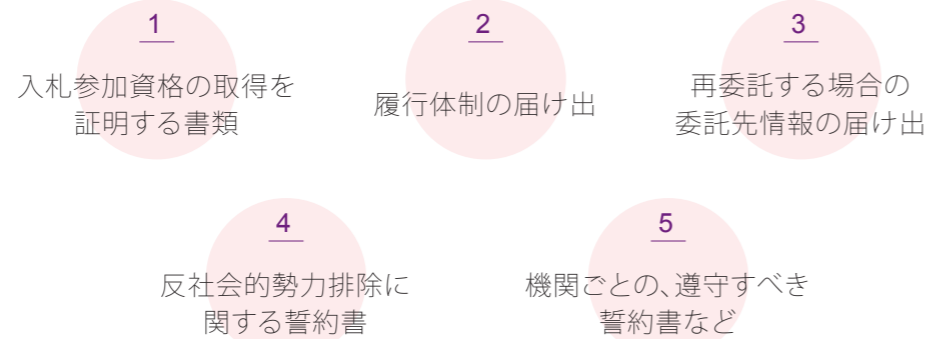 1
入札参加資格の取得を
証明する書類
2
履行体制の届け出
3
再委託する場合の
委託先情報の届け出
4
反社会的勢力排除に
関する誓約書
5
機関ごとの、遵守すべき
誓約書など